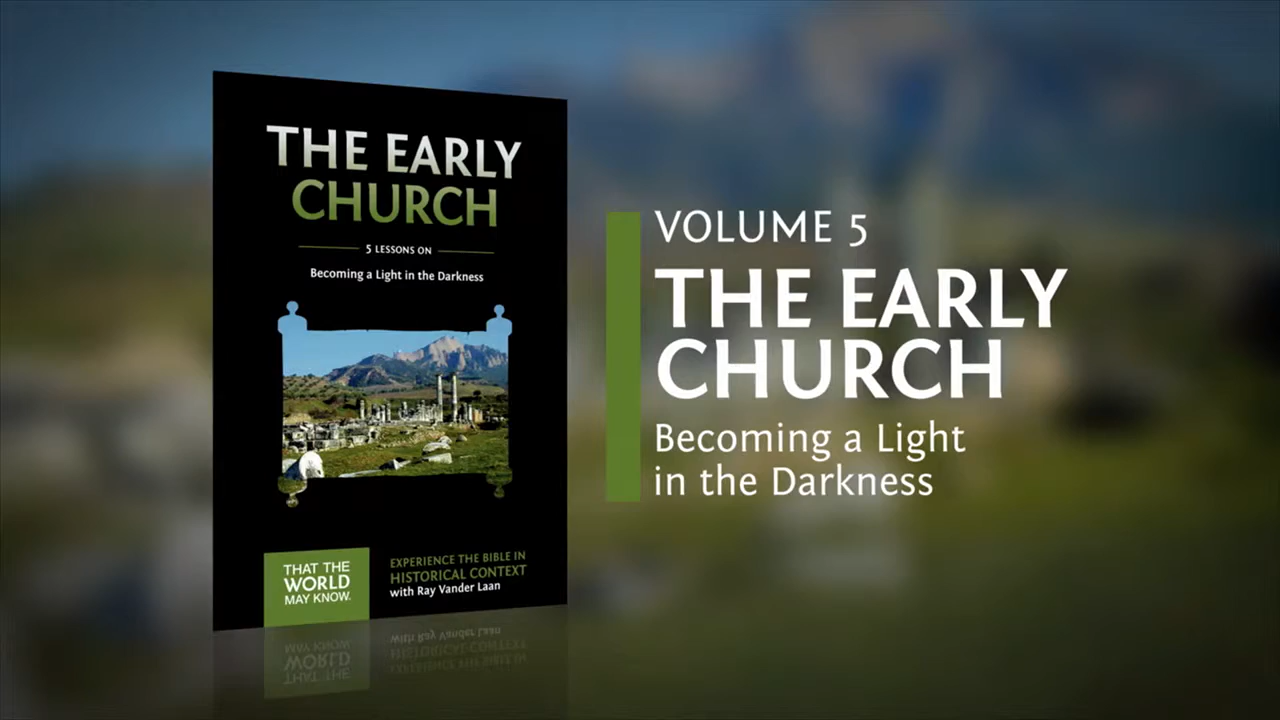 THE EARLY
CHURCH
5 LESSONS ON
Becoming a Light in the Darkness
THAT THE
WORLD
MAY KNOW.
EXPERIENCE THE BIBLE IN
HISTORICAL CONTEXT
with Ray Vander Laan
VOLUME 5
THE EARLY
CHURCH
Becoming a Light
in the Darkness